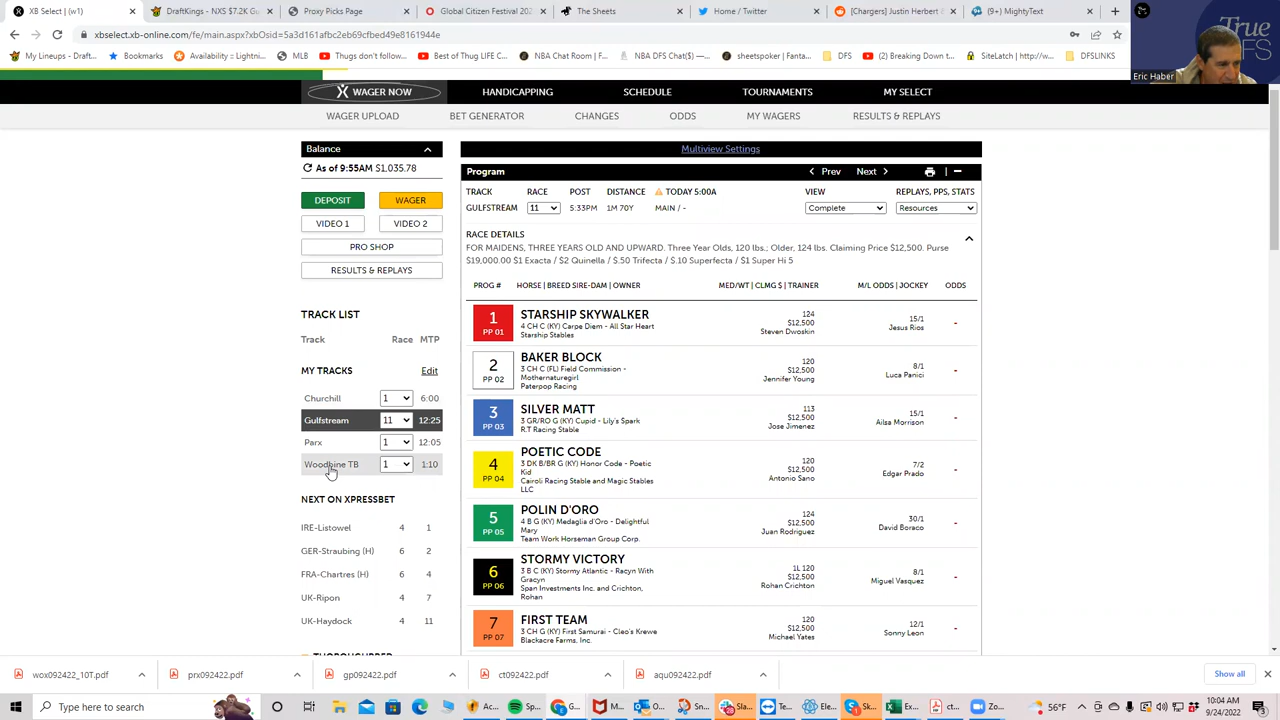 XB Select (w1)
DraftKings - NXS $7.2K Gu
Proxy Picks Page
Global Citizen Festival 202
The Sheets
Home / Twitter
[Chargers] Justin Herbert &
(9+) MightyText
xbselect.xb-online.com/fe/main.aspx?xbOsid=5a3d161afbc2eb69cfbed49e8161944e
My Lineups - Draft...
Bookmarks
Availability :: Lightnin...
MLB
Thugs don't follow...
Best of Thug LIFE C...
NBA Chat Room | F...
NBA DFS Chat($) —...
sheetspoker | Fanta...
DFS
(2) Breaking Down t...
SiteLatch | http://w...
DFSLINKS
True
FS
Eric Haber
X WAGER NOW
HANDICAPPING
SCHEDULE
TOURNAMENTS
MY SELECT
WAGER UPLOAD
BET GENERATOR
CHANGES
ODDS
MY WAGERS
RESULTS & REPLAYS
Balance
As of 9:55AM $1,035.78
DEPOSIT
WAGER
VIDEO 1
VIDEO 2
PRO SHOP
RESULTS & REPLAYS
TRACK LIST
Track Race MTP
MY TRACKS Edit
Churchill 1 6:00
Gulfstream 11 12:25
Parx 1 12:05
Woodbine TB 1 1:10
NEXT ON XPRESSBET
IRE-Listowel 4 1
GER-Straubing (H) 6 2
FRA-Chartres (H) 6 4
UK-Ripon 4 7
UK-Haydock 4 11
Multiview Settings
Program
Prev Next
TRACK RACE POST DISTANCE TODAY 5:00A VIEW REPLAYS, PPS, STATS
GULFSTREAM 11 5:33PM 1M 70Y MAIN / - Complete Resources
RACE DETAILS
FOR MAIDENS, THREE YEARS OLD AND UPWARD. Three Year Olds, 120 lbs.; Older, 124 lbs. Claiming Price $12,500. Purse
$19,000.00 $1 Exacta / $2 Quinella / $.50 Trifecta / $.10 Superfecta / $1 Super Hi 5
PROG # HORSE | BREED SIRE-DAM | OWNER MED/WT | CLMG $ | TRAINER M/L ODDS | JOCKEY ODDS
1
PP 01
STARSHIP SKYWALKER
4 CH C (KY) Carpe Diem - All Star Heart
Starship Stables
124
$12,500
Steven Dwoskin
15/1
Jesus Rios
-
2
PP 02
BAKER BLOCK
3 CH C (FL) Field Commission -
Mothernaturegirl
Paterpop Racing
120
$12,500
Jennifer Young
8/1
Luca Panici
-
3
PP 03
SILVER MATT
3 GR/RO G (KY) Cupid - Lily's Spark
R.T Racing Stable
113
$12,500
Jose Jimenez
15/1
Ailsa Morrison
-
4
PP 04
POETIC CODE
3 DK B/BR G (KY) Honor Code - Poetic
Kid
Cairoli Racing Stable and Magic Stables
LLC
120
$12,500
Antonio Sano
7/2
Edgar Prado
-
5
PP 05
POLIN D'ORO
4 B G (KY) Medaglia d'Oro - Delightful
Mary
Team Work Horseman Group Corp.
124
$12,500
Juan Rodriguez
30/1
David Boraco
-
6
PP 06
STORMY VICTORY
3 B C (KY) Stormy Atlantic - Racyn With
Gracyn
Span Investments Inc. and Crichton,
Rohan
1L 120
$12,500
Rohan Crichton
8/1
Miguel Vasquez
-
7
PP 07
FIRST TEAM
3 CH G (KY) First Samurai - Cleo's Krewe
Blackacre Farms, Inc.
120
$12,500
Michael Yates
12/1
Sonny Leon
-
wox092422_10T.pdf
prx092422.pdf
gp092422.pdf
ct092422.pdf
aqu092422.pdf
Show all
Type here to search
G...
Ac...
Sp...
G...
M...
O...
Sn...
Sla...
Te...
Ele...
Sk...
Ex...
ct...
Zo...
56°F
10:04 AM
9/24/2022